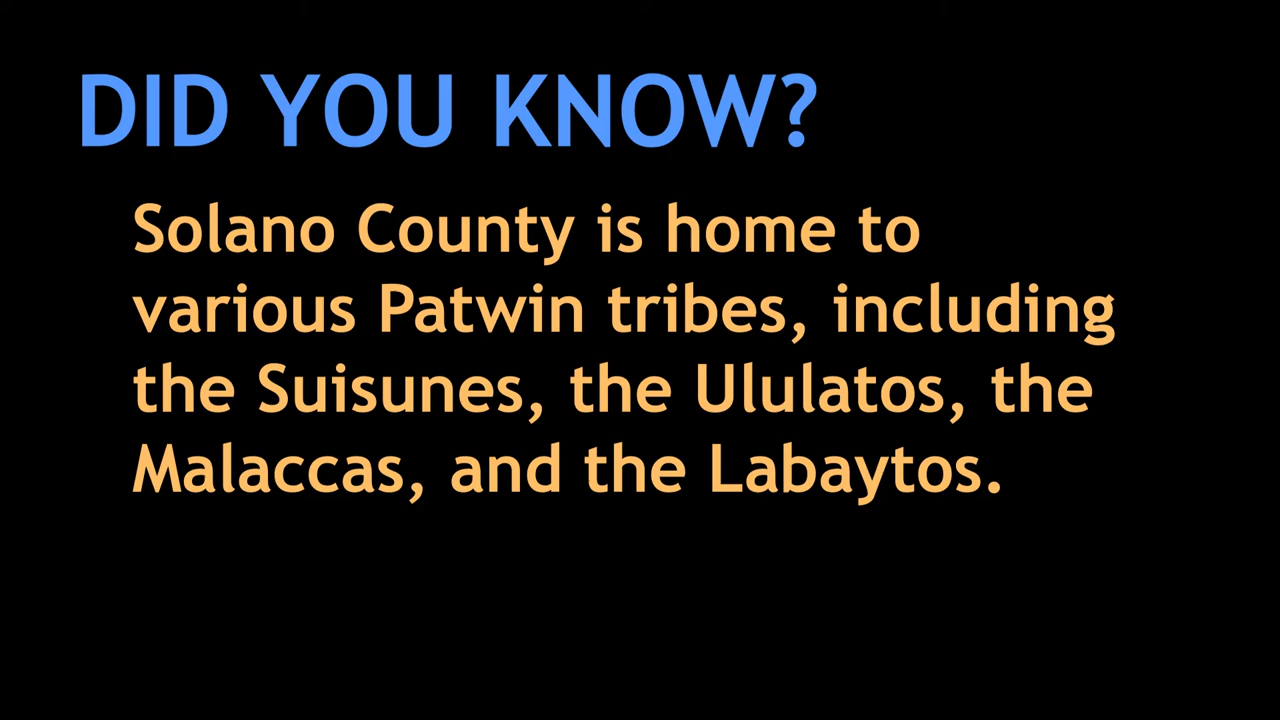 DID YOU KNOW?
Solano County is home to
various Patwin tribes, including
the Suisunes, the Ululatos, the
Malaccas, and the Labaytos.